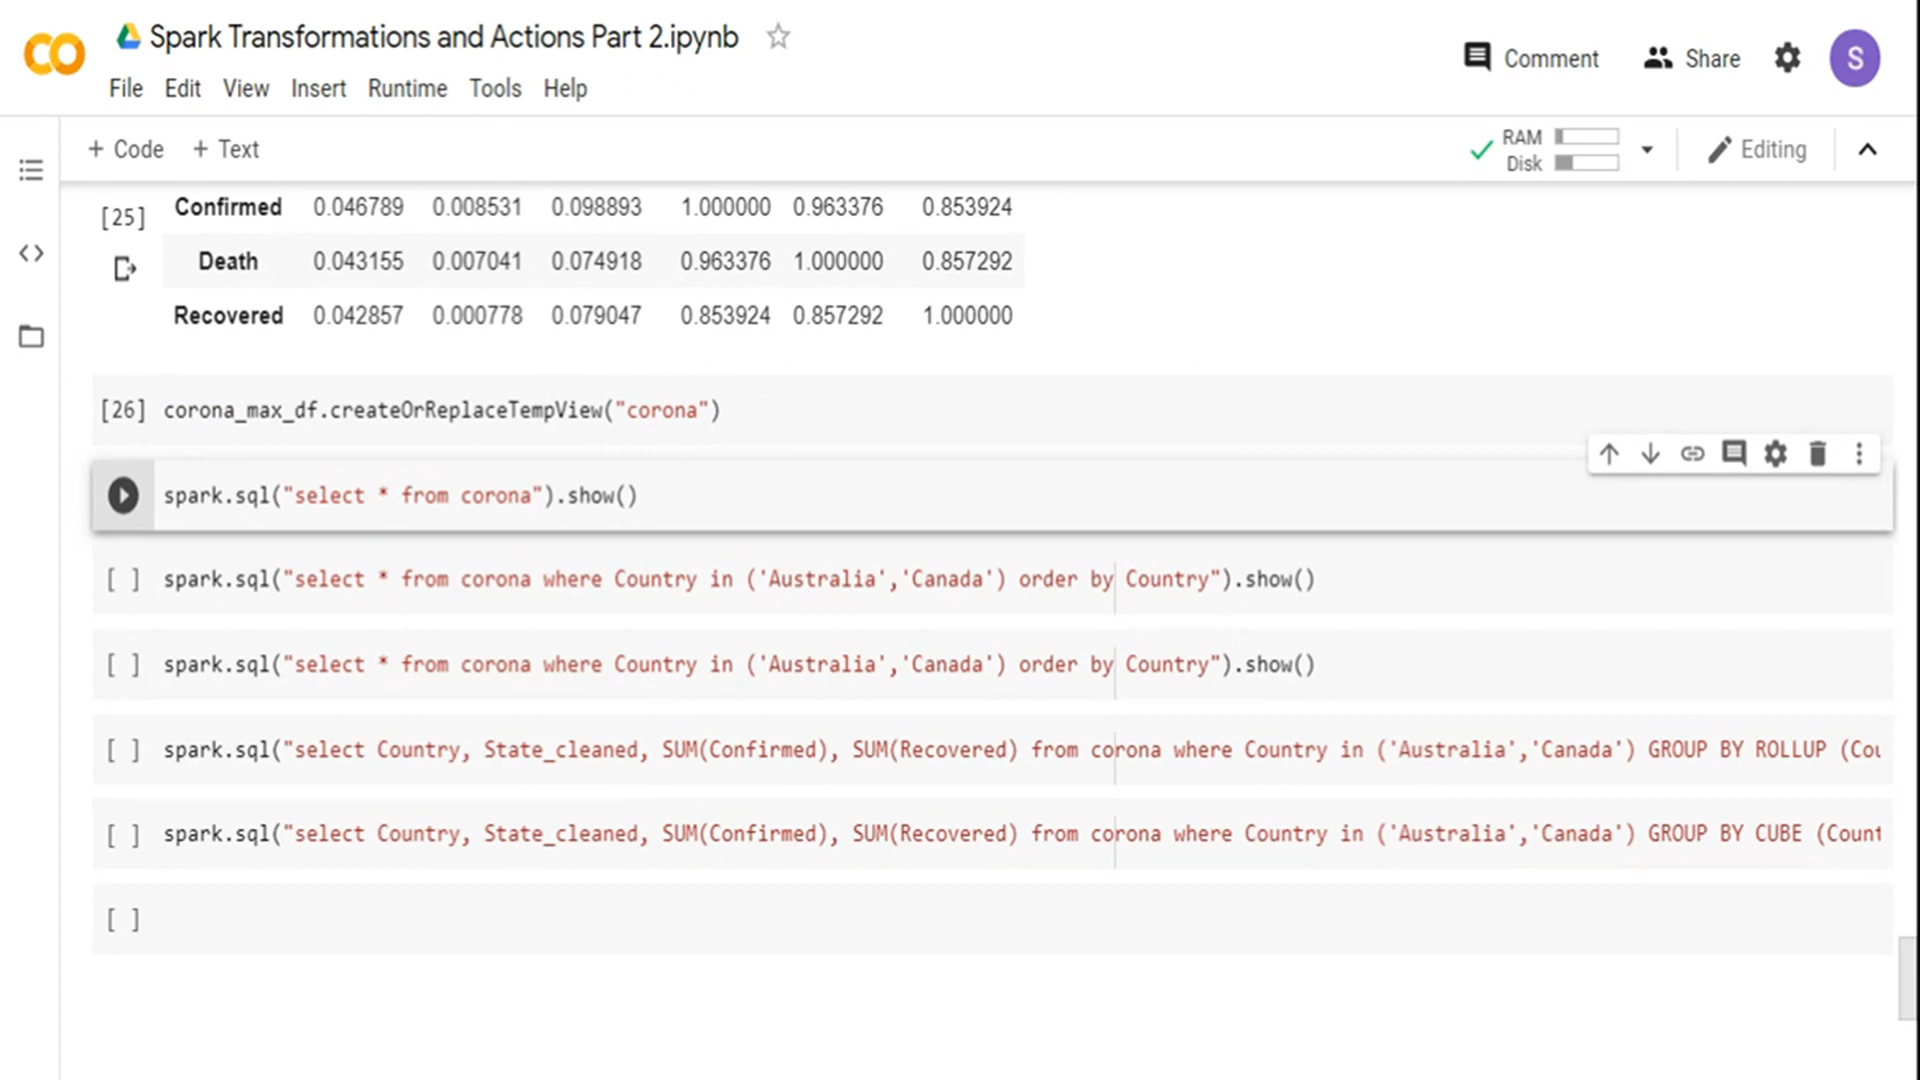 Spark Transformations and Actions Part 2.ipynb
Comment
Share
S
File Edit View Insert Runtime Tools Help
+ Code + Text
RAM
Disk
Editing
[25]
Confirmed 0.046789 0.008531 0.098893 1.000000 0.963376 0.853924
Death 0.043155 0.007041 0.074918 0.963376 1.000000 0.857292
Recovered 0.042857 0.000778 0.079047 0.853924 0.857292 1.000000
[26] corona_max_df.createOrReplaceTempView("corona")
spark.sql("select * from corona").show()
[ ] spark.sql("select * from corona where Country in ('Australia','Canada') order by Country").show()
[ ] spark.sql("select * from corona where Country in ('Australia','Canada') order by Country").show()
[ ] spark.sql("select Country, State_cleaned, SUM(Confirmed), SUM(Recovered) from corona where Country in ('Australia','Canada') GROUP BY ROLLUP (Cou
[ ] spark.sql("select Country, State_cleaned, SUM(Confirmed), SUM(Recovered) from corona where Country in ('Australia','Canada') GROUP BY CUBE (Count
[ ]